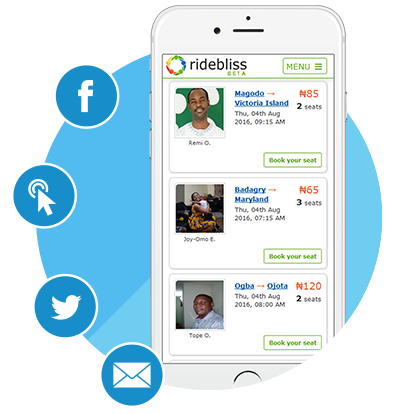 ridebliss
BETA
MENU
Magodo → ₦85
Victoria Island 2 seats
Thu, 04th Aug
2016, 09:15 AM
Remi O.
Book your seat
Badagry → ₦65
Maryland 3 seats
Thu, 04th Aug
2016, 07:15 AM
Joy-Omo E.
Book your seat
Ogba → Ojota ₦120
Thu, 04th Aug 2 seats
2016, 08:00 AM
Tope O.
Book your seat